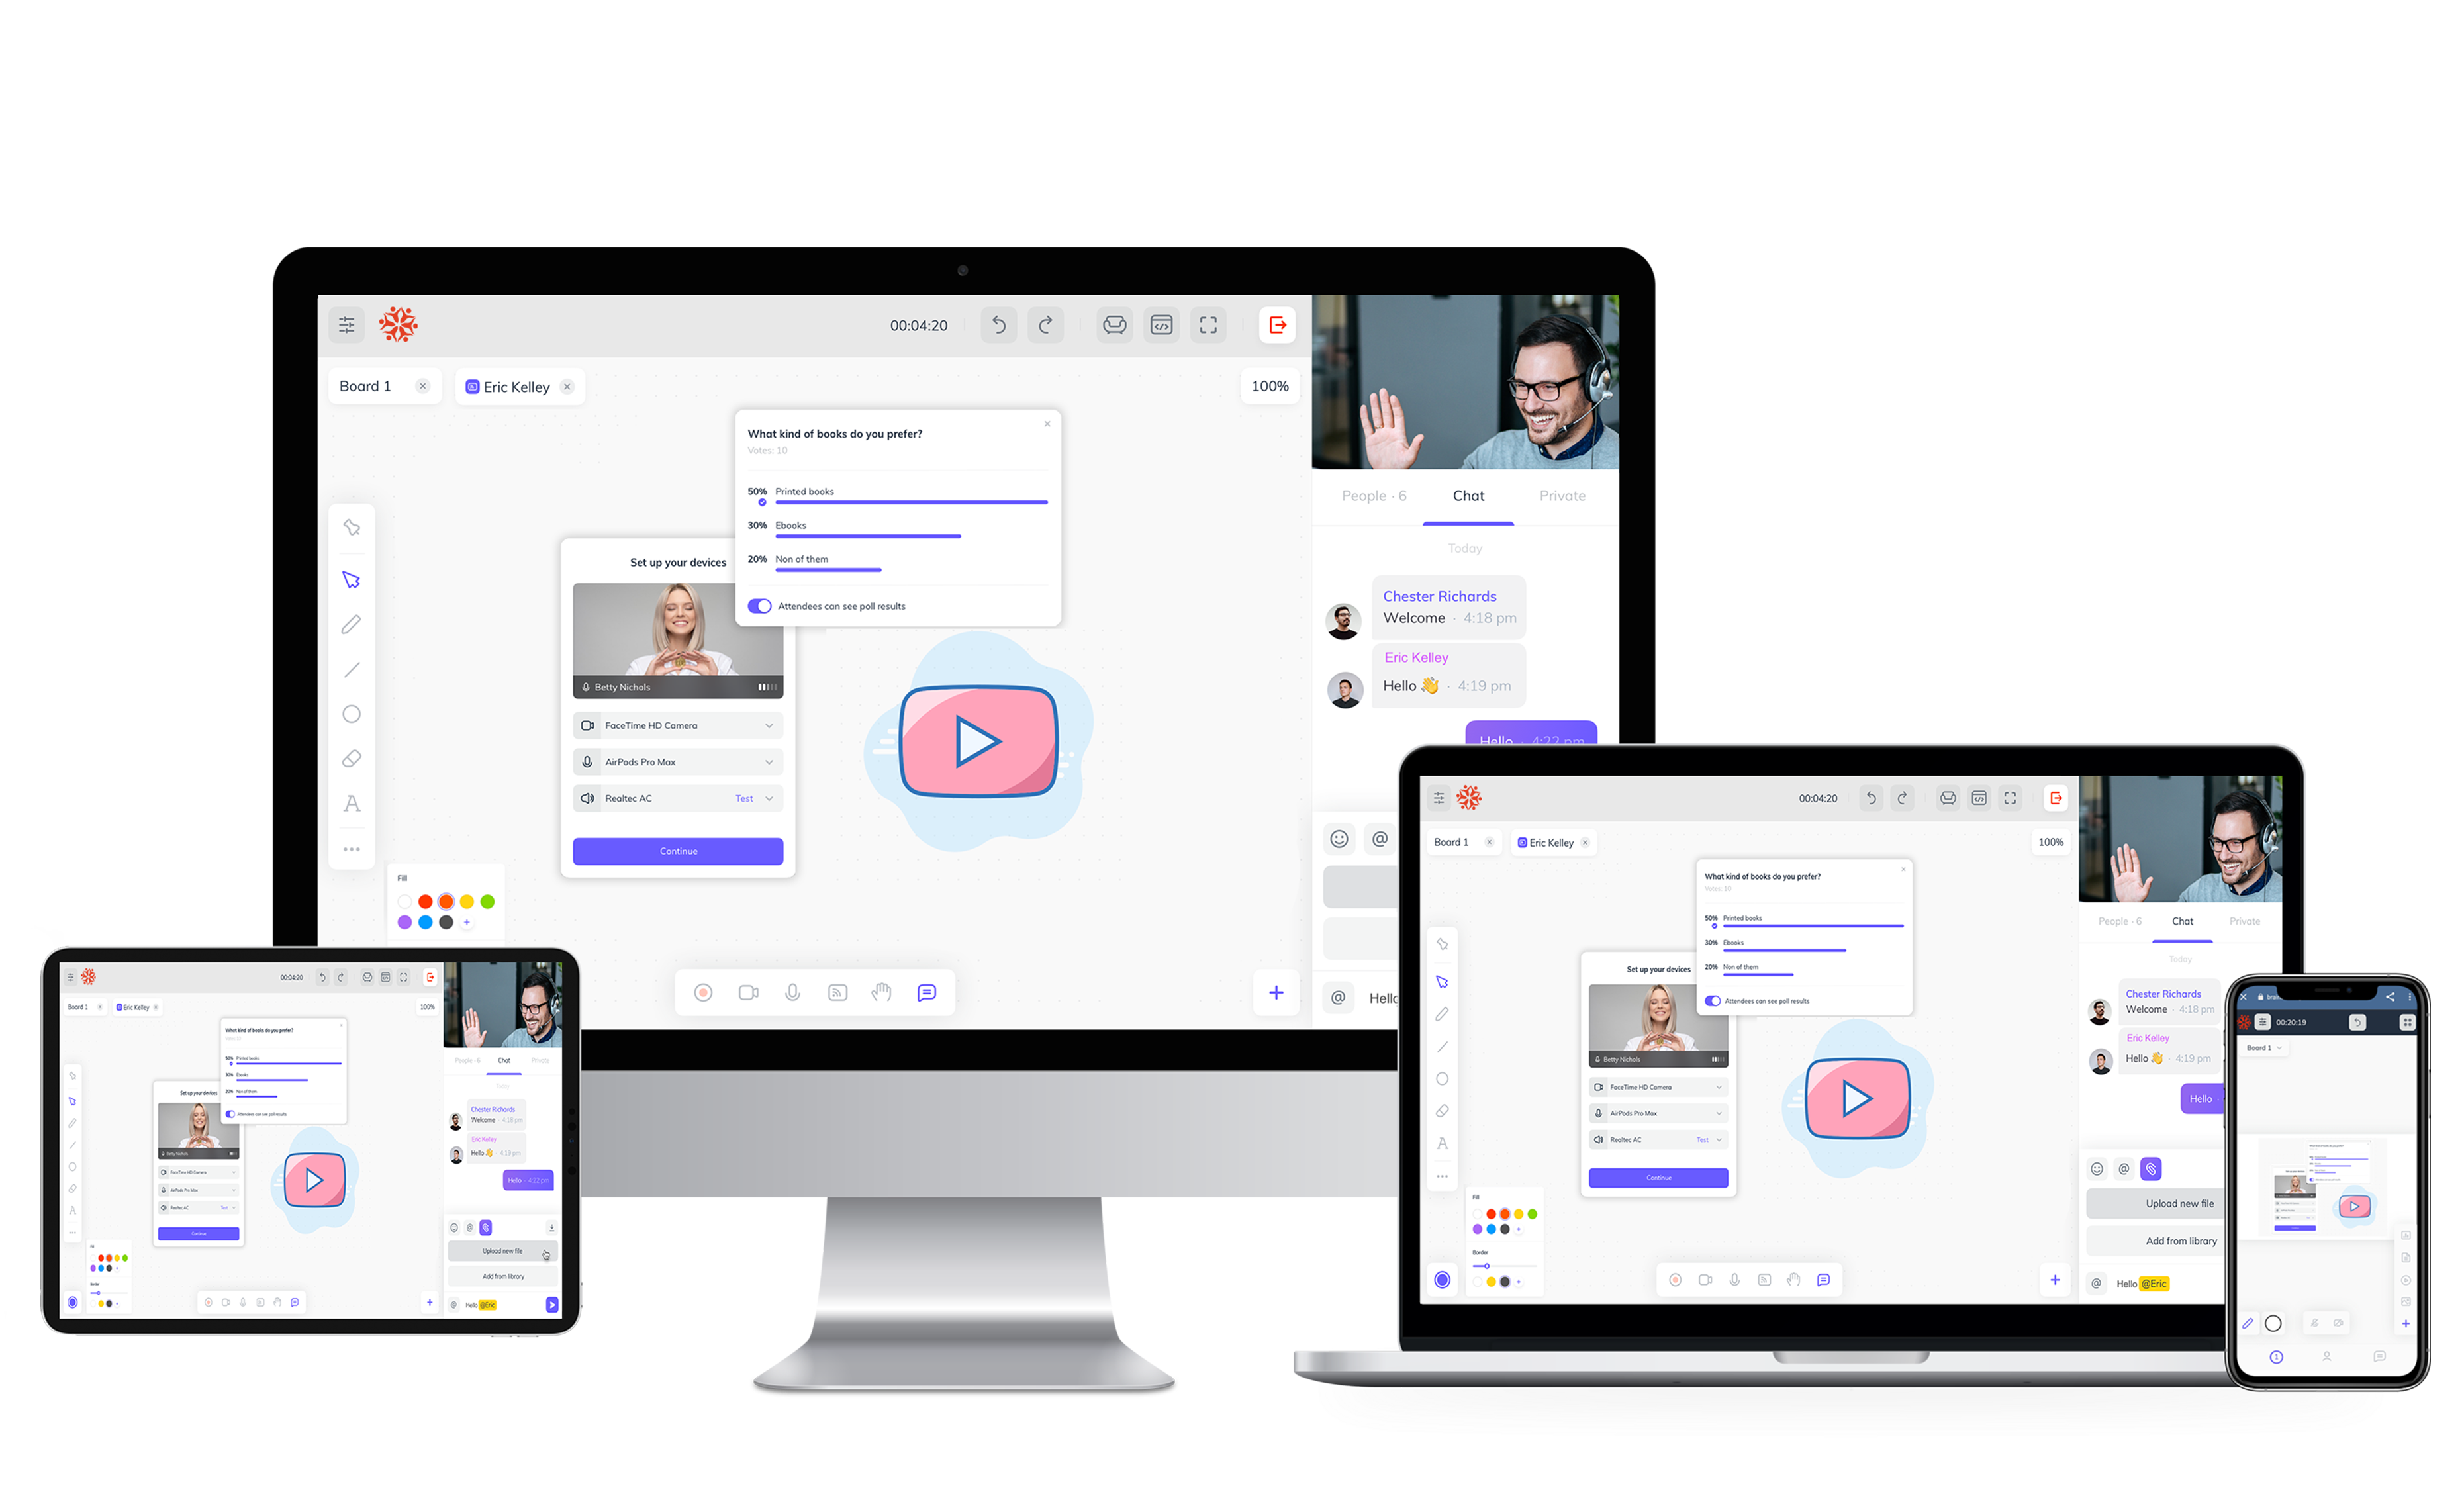 00:04:20
Board 1
Eric Kelley
100%
What kind of books do you prefer?
Votes: 10
50% Printed books
30% Ebooks
20% Non of them
Attendees can see poll results
Set up your devices
Betty Nichols
FaceTime HD Camera
AirPods Pro Max
Realtec AC Test
Continue
Fill
People · 6 Chat Private
Today
Chester Richards
Welcome · 4:18 pm
Eric Kelley
Hello 👋 · 4:19 pm
Hello · 4:22 pm
@
@ Hello
00:04:20
Board 1
Eric Kelley
100%
What kind of books do you prefer?
Votes: 10
50% Printed books
30% Ebooks
20% Non of them
Attendees can see poll results
Set up your devices
Betty Nichols
FaceTime HD Camera
AirPods Pro Max
Realtec AC Test
Continue
Fill
Border
People · 6 Chat Private
Today
Chester Richards
Welcome · 4:18 pm
Eric Kelley
Hello 👋 · 4:19 pm
Hello ·
@
Upload new file
Add from library
@ Hello @Eric
00:04:20
Board 1
Eric Kelley
100%
What kind of books do you prefer?
Votes: 10
50% Printed books
30% Ebooks
20% Non of them
Attendees can see poll results
Set up your devices
Betty Nichols
FaceTime HD Camera
AirPods Pro Max
Realtec AC Test
Continue
Fill
Border
People · 6 Chat Private
Today
Chester Richards
Welcome · 4:18 pm
Eric Kelley
Hello 👋 · 4:19 pm
Hello · 4:22 pm
@
Upload new file
Add from library
@ Hello @Eric
00:20:19
Board 1
1